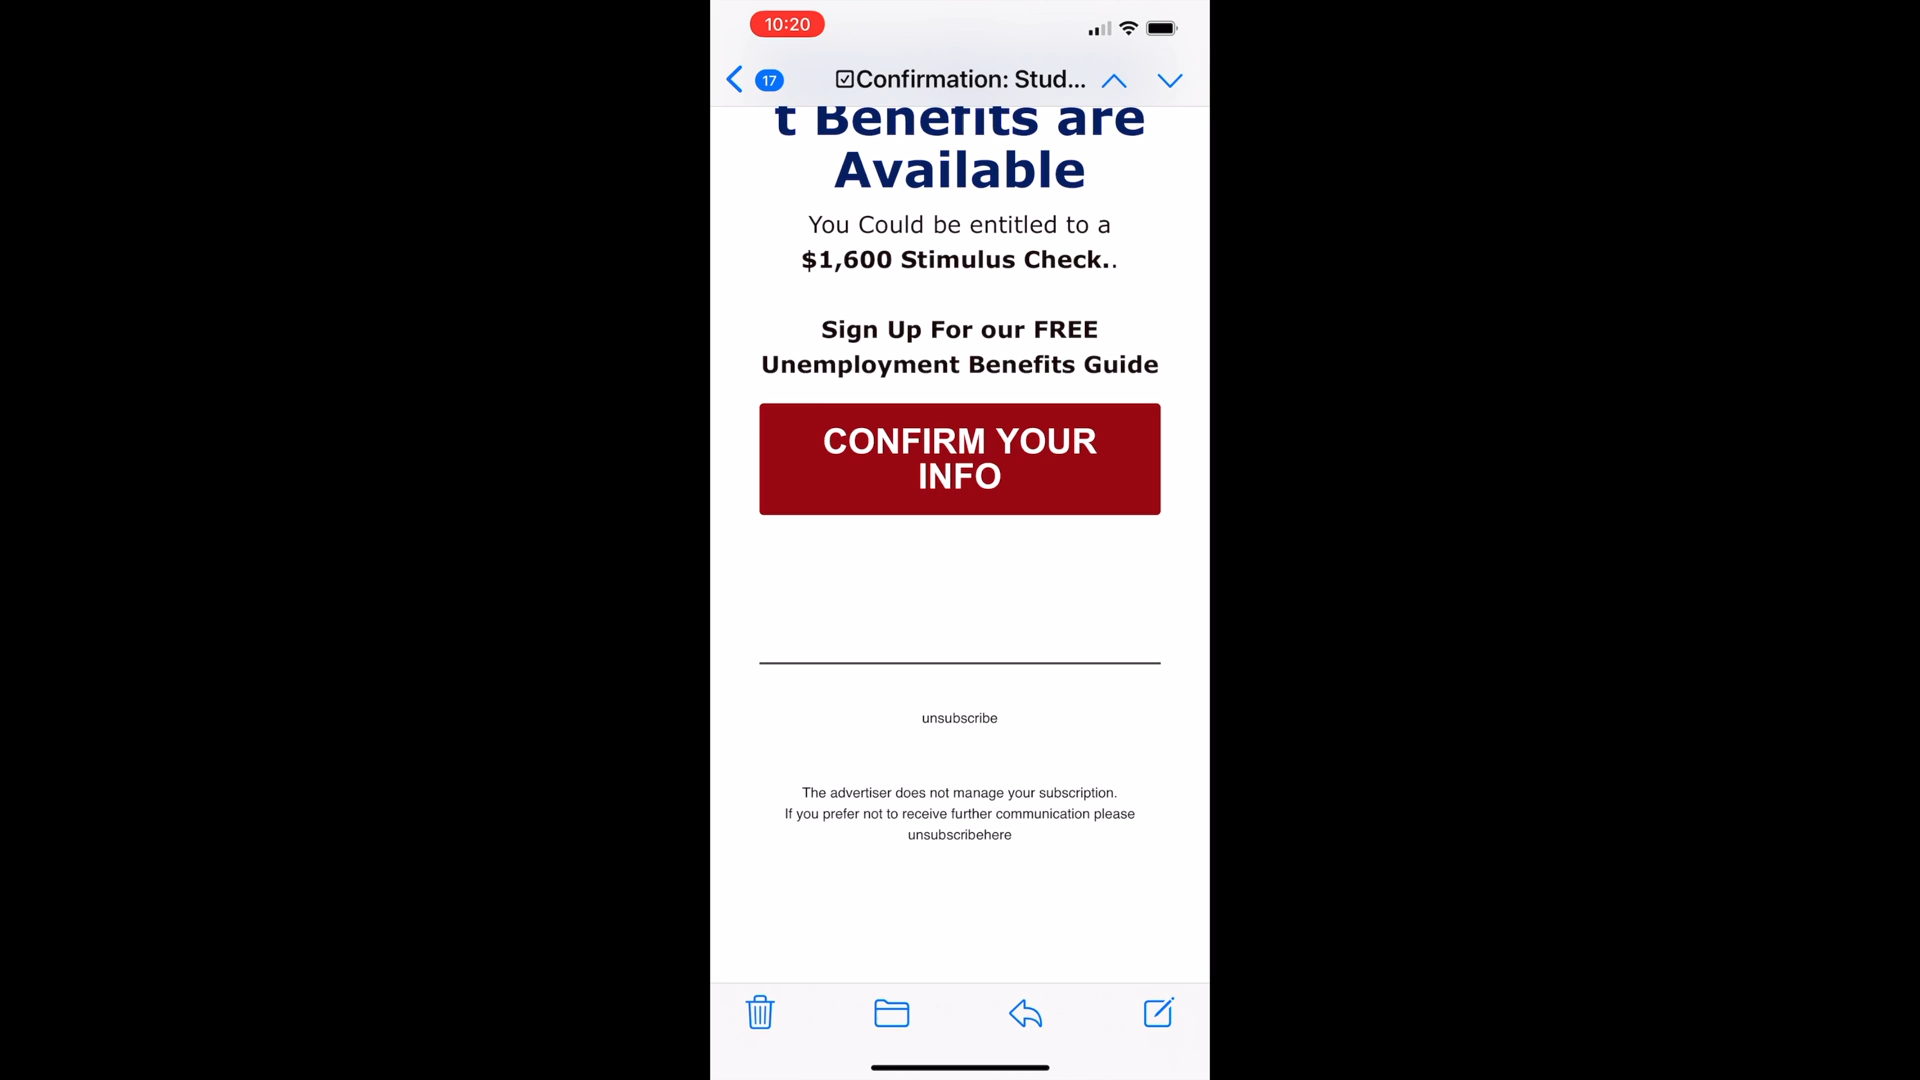 10:20
17
Confirmation: Stud...
t Benefits are
Available
You Could be entitled to a
$1,600 Stimulus Check..
Sign Up For our FREE
Unemployment Benefits Guide
CONFIRM YOUR
INFO
unsubscribe
The advertiser does not manage your subscription.
If you prefer not to receive further communication please
unsubscribehere